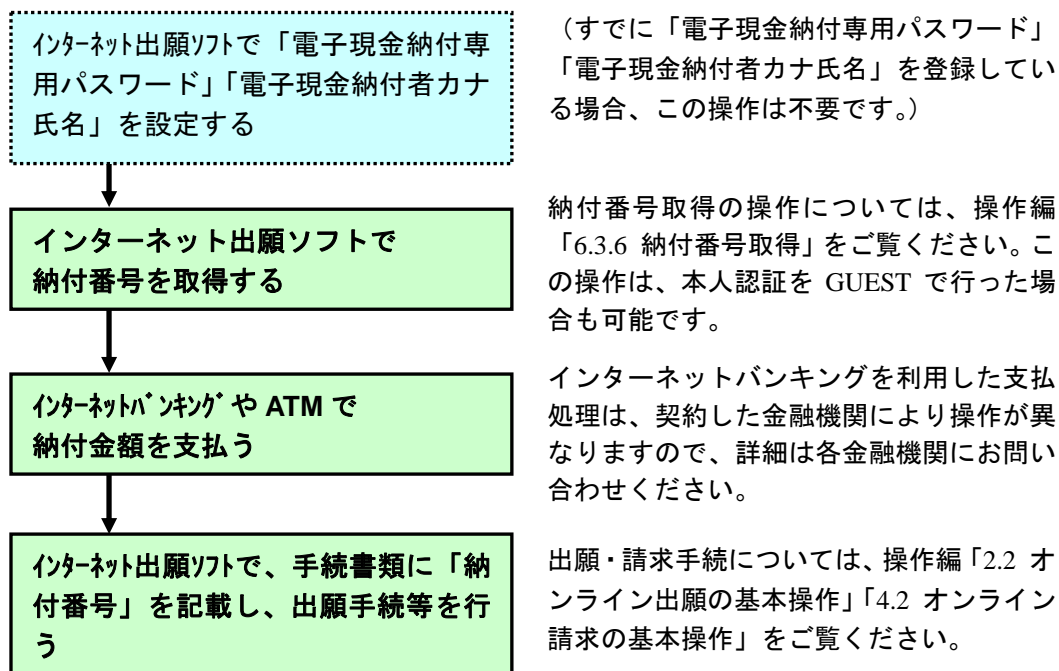 ｲﾝﾀｰﾈｯﾄ出願ｿﾌﾄで「電子現金納付専
用パスワード」「電子現金納付者カナ
氏名」を設定する
（すでに「電子現金納付専用パスワード」
「電子現金納付者カナ氏名」を登録してい
る場合、この操作は不要です。）
インターネット出願ソフトで
納付番号を取得する
納付番号取得の操作については、操作編
「6.3.6 納付番号取得」をご覧ください。こ
の操作は、本人認証を GUEST で行った場
合も可能です。
ｲﾝﾀｰﾈｯﾄﾊﾞﾝｷﾝｸﾞや ATM で
納付金額を支払う
インターネットバンキングを利用した支払
処理は、契約した金融機関により操作が異
なりますので、詳細は各金融機関にお問い
合わせください。
ｲﾝﾀｰﾈｯﾄ出願ｿﾌﾄで、手続書類に「納
付番号」を記載し、出願手続等を行
う
出願・請求手続については、操作編「2.2 オ
ンライン出願の基本操作」「4.2 オンライン
請求の基本操作」をご覧ください。